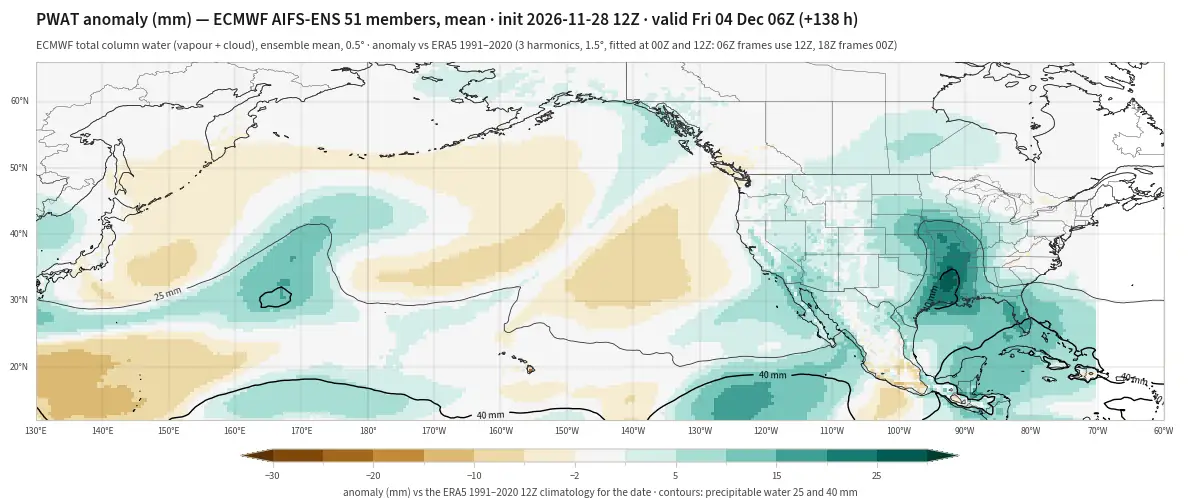 PWAT anomaly (mm) — ECMWF AIFS-ENS 51 members, mean · init 2026-11-28 12Z · valid Fri 04 Dec 06Z (+138 h)
ECMWF total column water (vapour + cloud), ensemble mean, 0.5° · anomaly vs ERA5 1991–2020 (3 harmonics, 1.5°, fitted at 00Z and 12Z: 06Z frames use 12Z, 18Z frames 00Z)
60°N
50°N
40°N
30°N
20°N
25 mm
40 mm
40 mm
40 mm
130°E 140°E 150°E 160°E 170°E 180° 170°W 160°W 150°W 140°W 130°W 120°W 110°W 100°W 90°W 80°W 70°W 60°W
−30 −20 −10 −2 5 15 25
anomaly (mm) vs the ERA5 1991–2020 12Z climatology for the date · contours: precipitable water 25 and 40 mm